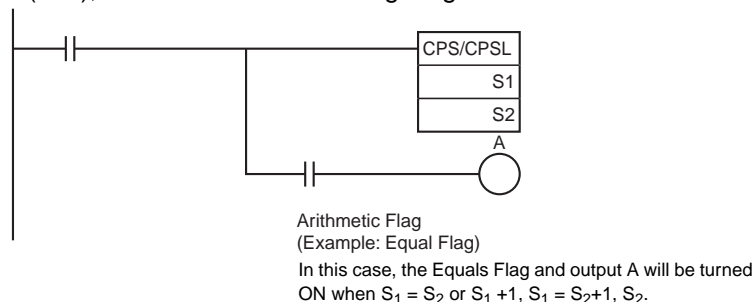 CPS/CPSL
S1
S2
A
Arithmetic Flag
(Example: Equal Flag)
In this case, the Equals Flag and output A will be turned
ON when S₁ = S₂ or S₁ +1, S₁ = S₂+1, S₂.